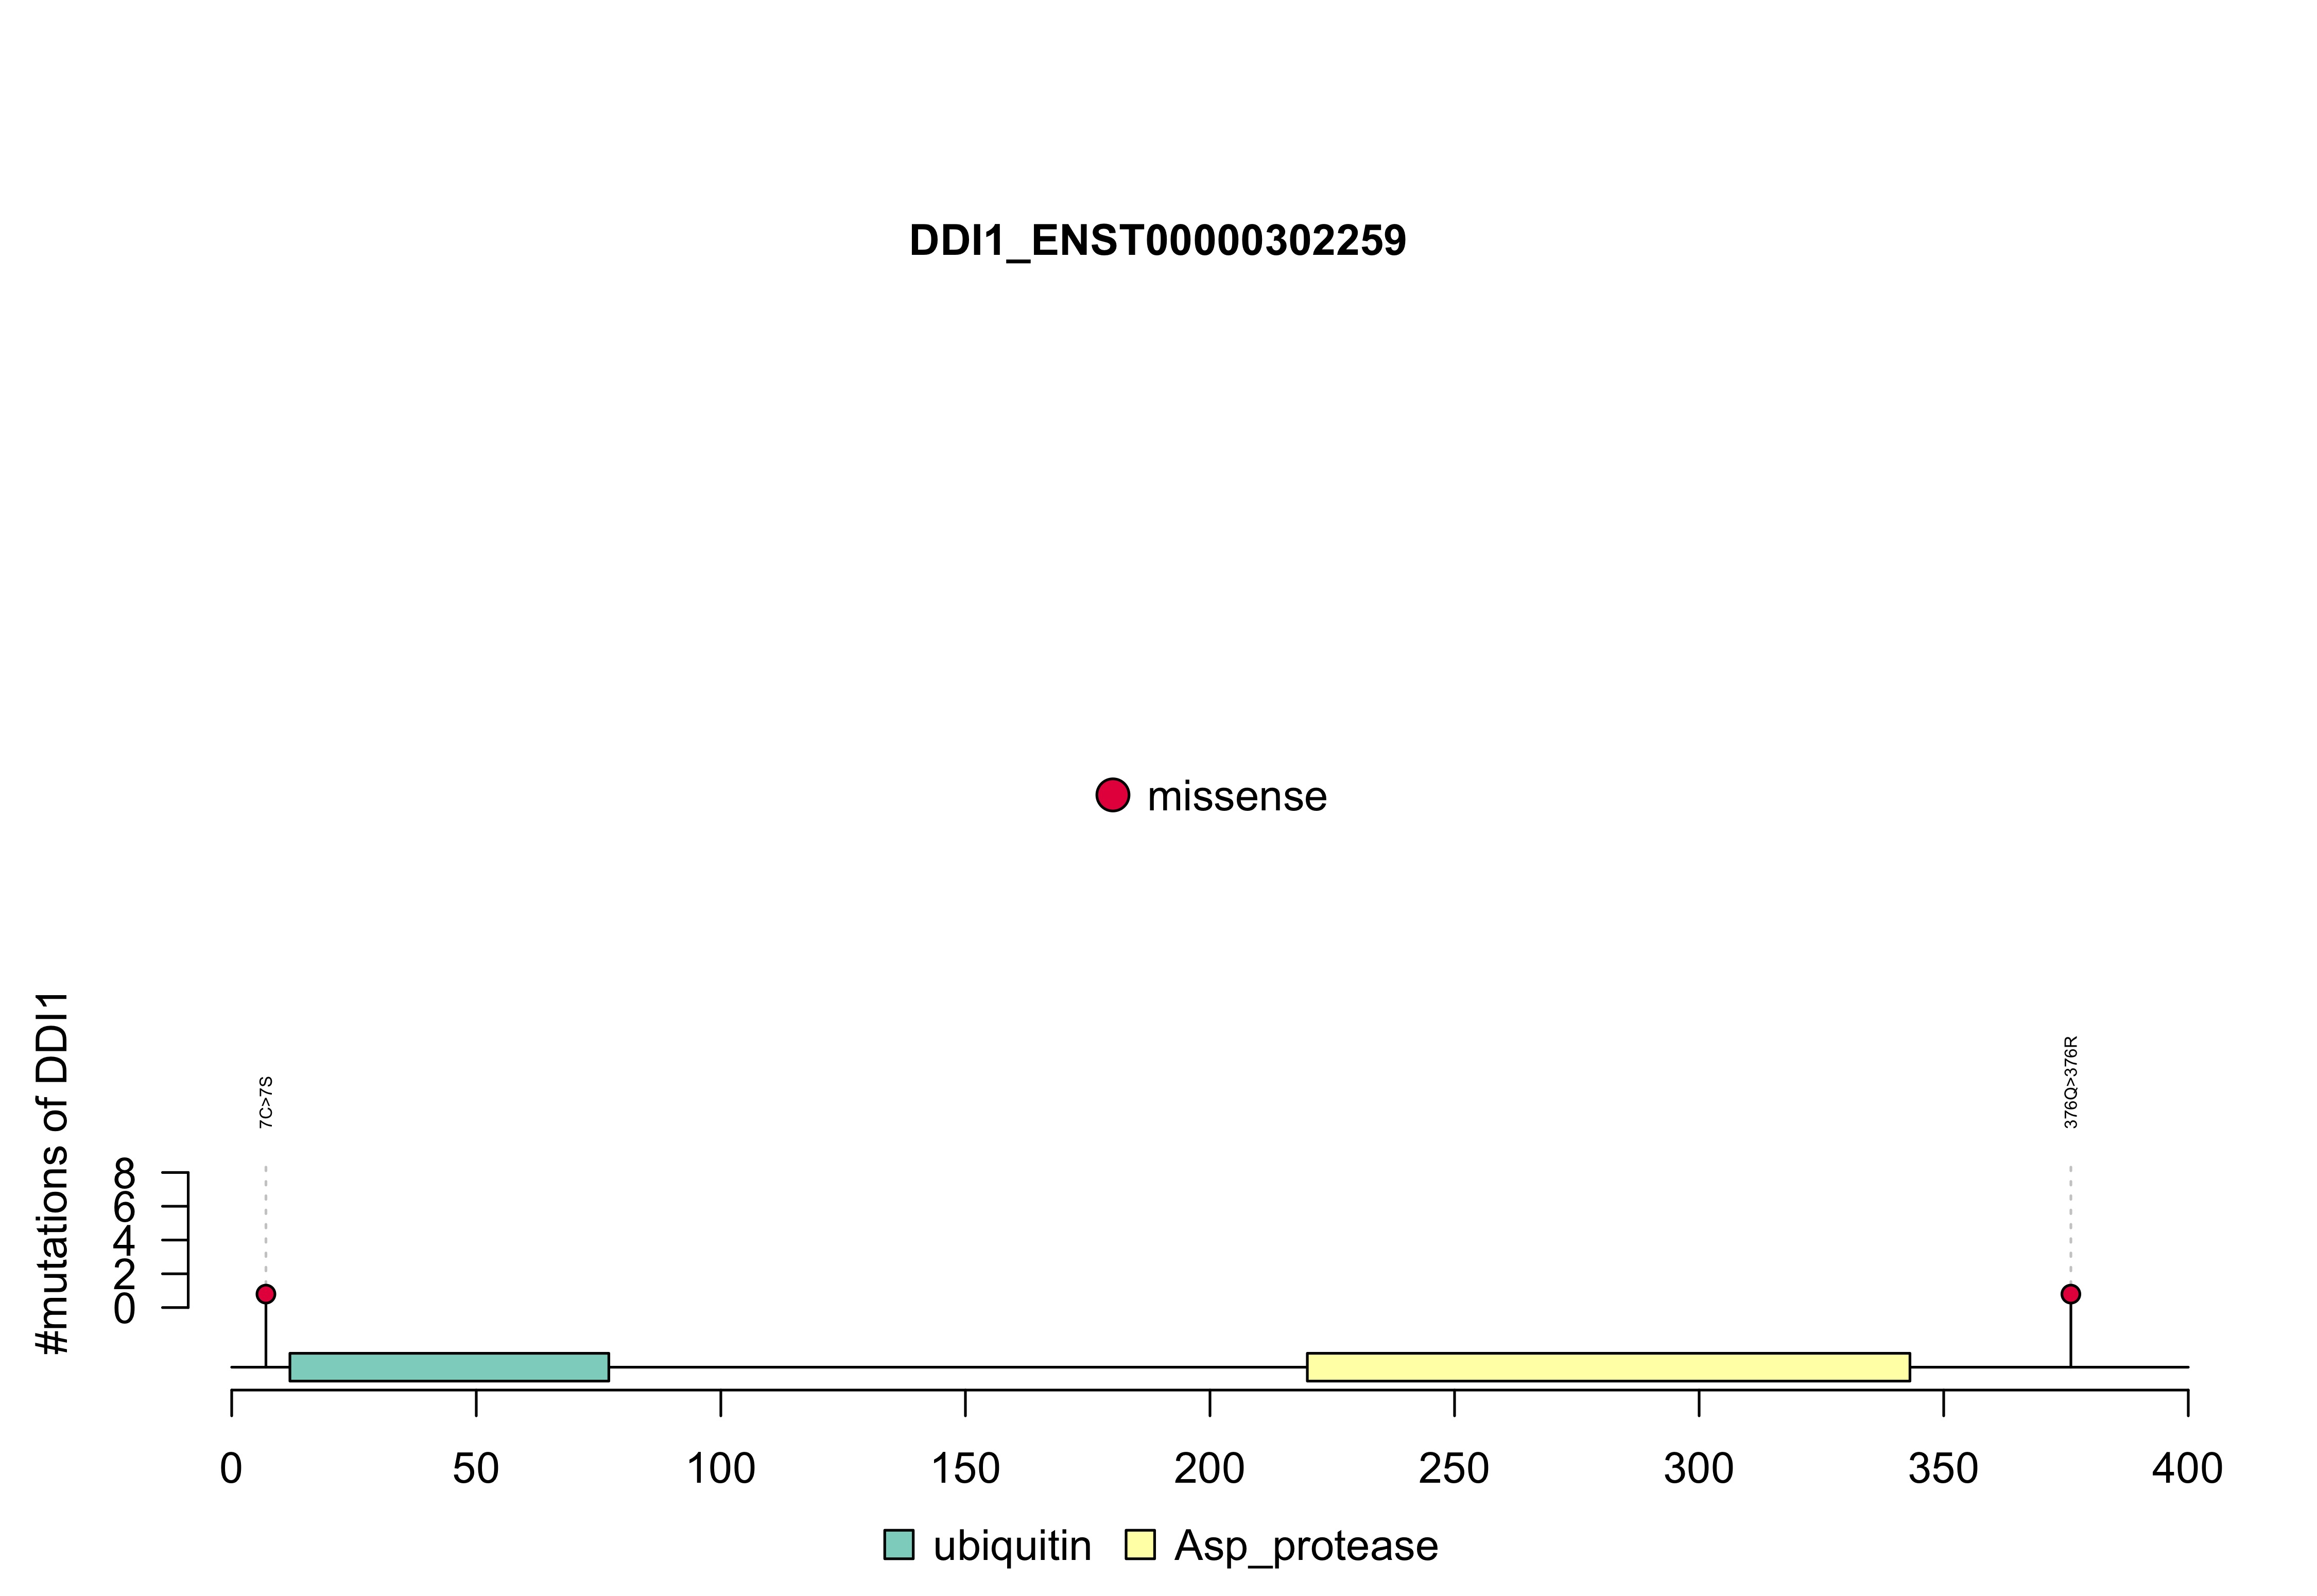 DDI1_ENST00000302259
missense
#mutations of DDI1
7C>7S
376Q>376R
8
6
4
2
0
0 50 100 150 200 250 300 350 400
ubiquitin Asp_protease